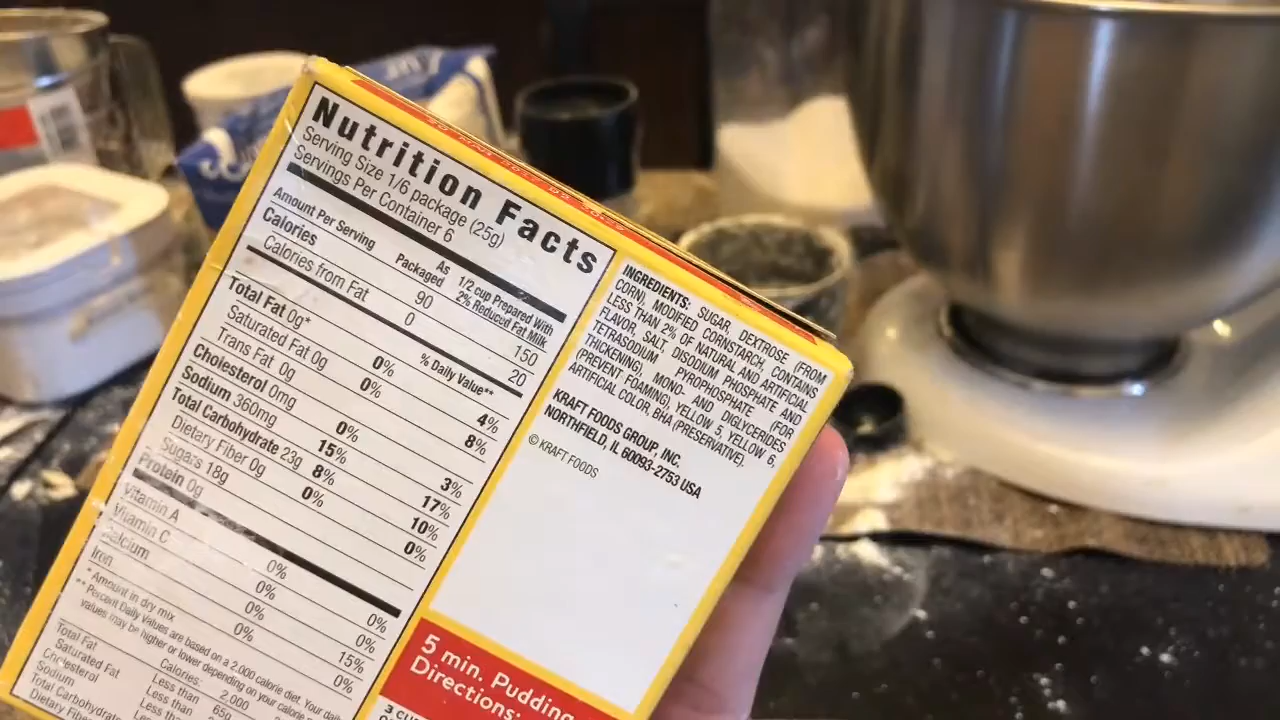 Nutrition Facts
Serving Size 1/6 package (25g)
Servings Per Container 6
Amount Per Serving
As Packaged
1/2 cup Prepared With
2% Reduced Fat Milk
Calories 90 150
Calories from Fat 0 20
% Daily Value**
Total Fat 0g* 0% 4%
Saturated Fat 0g 0% 8%
Trans Fat 0g
Cholesterol 0mg 0% 3%
Sodium 360mg 15% 17%
Total Carbohydrate 23g 8% 10%
Dietary Fiber 0g 0% 0%
Sugars 18g
Protein 0g
Vitamin A 0% 0%
Vitamin C 0% 0%
Calcium 0% 15%
Iron 0% 0%
* Amount in dry mix
** Percent Daily Values are based on a 2,000 calorie diet. Your daily
values may be higher or lower depending on your calorie
Calories: 2,000
Total Fat Less than 65g
Saturated Fat Less than
Cholesterol Less than
Sodium
Total Carbohydrate
Dietary Fiber
INGREDIENTS: SUGAR, DEXTROSE (FROM
CORN), MODIFIED CORNSTARCH, CONTAINS
LESS THAN 2% OF NATURAL AND ARTIFICIAL
FLAVOR, SALT, DISODIUM PHOSPHATE AND
TETRASODIUM PYROPHOSPHATE (FOR
THICKENING), MONO- AND DIGLYCERIDES
(PREVENT FOAMING), YELLOW 5, YELLOW 6,
ARTIFICIAL COLOR, BHA (PRESERVATIVE).
KRAFT FOODS GROUP, INC.
NORTHFIELD, IL 60093-2753 USA
© KRAFT FOODS
5 min. Pudding
Directions:
3 CUPS